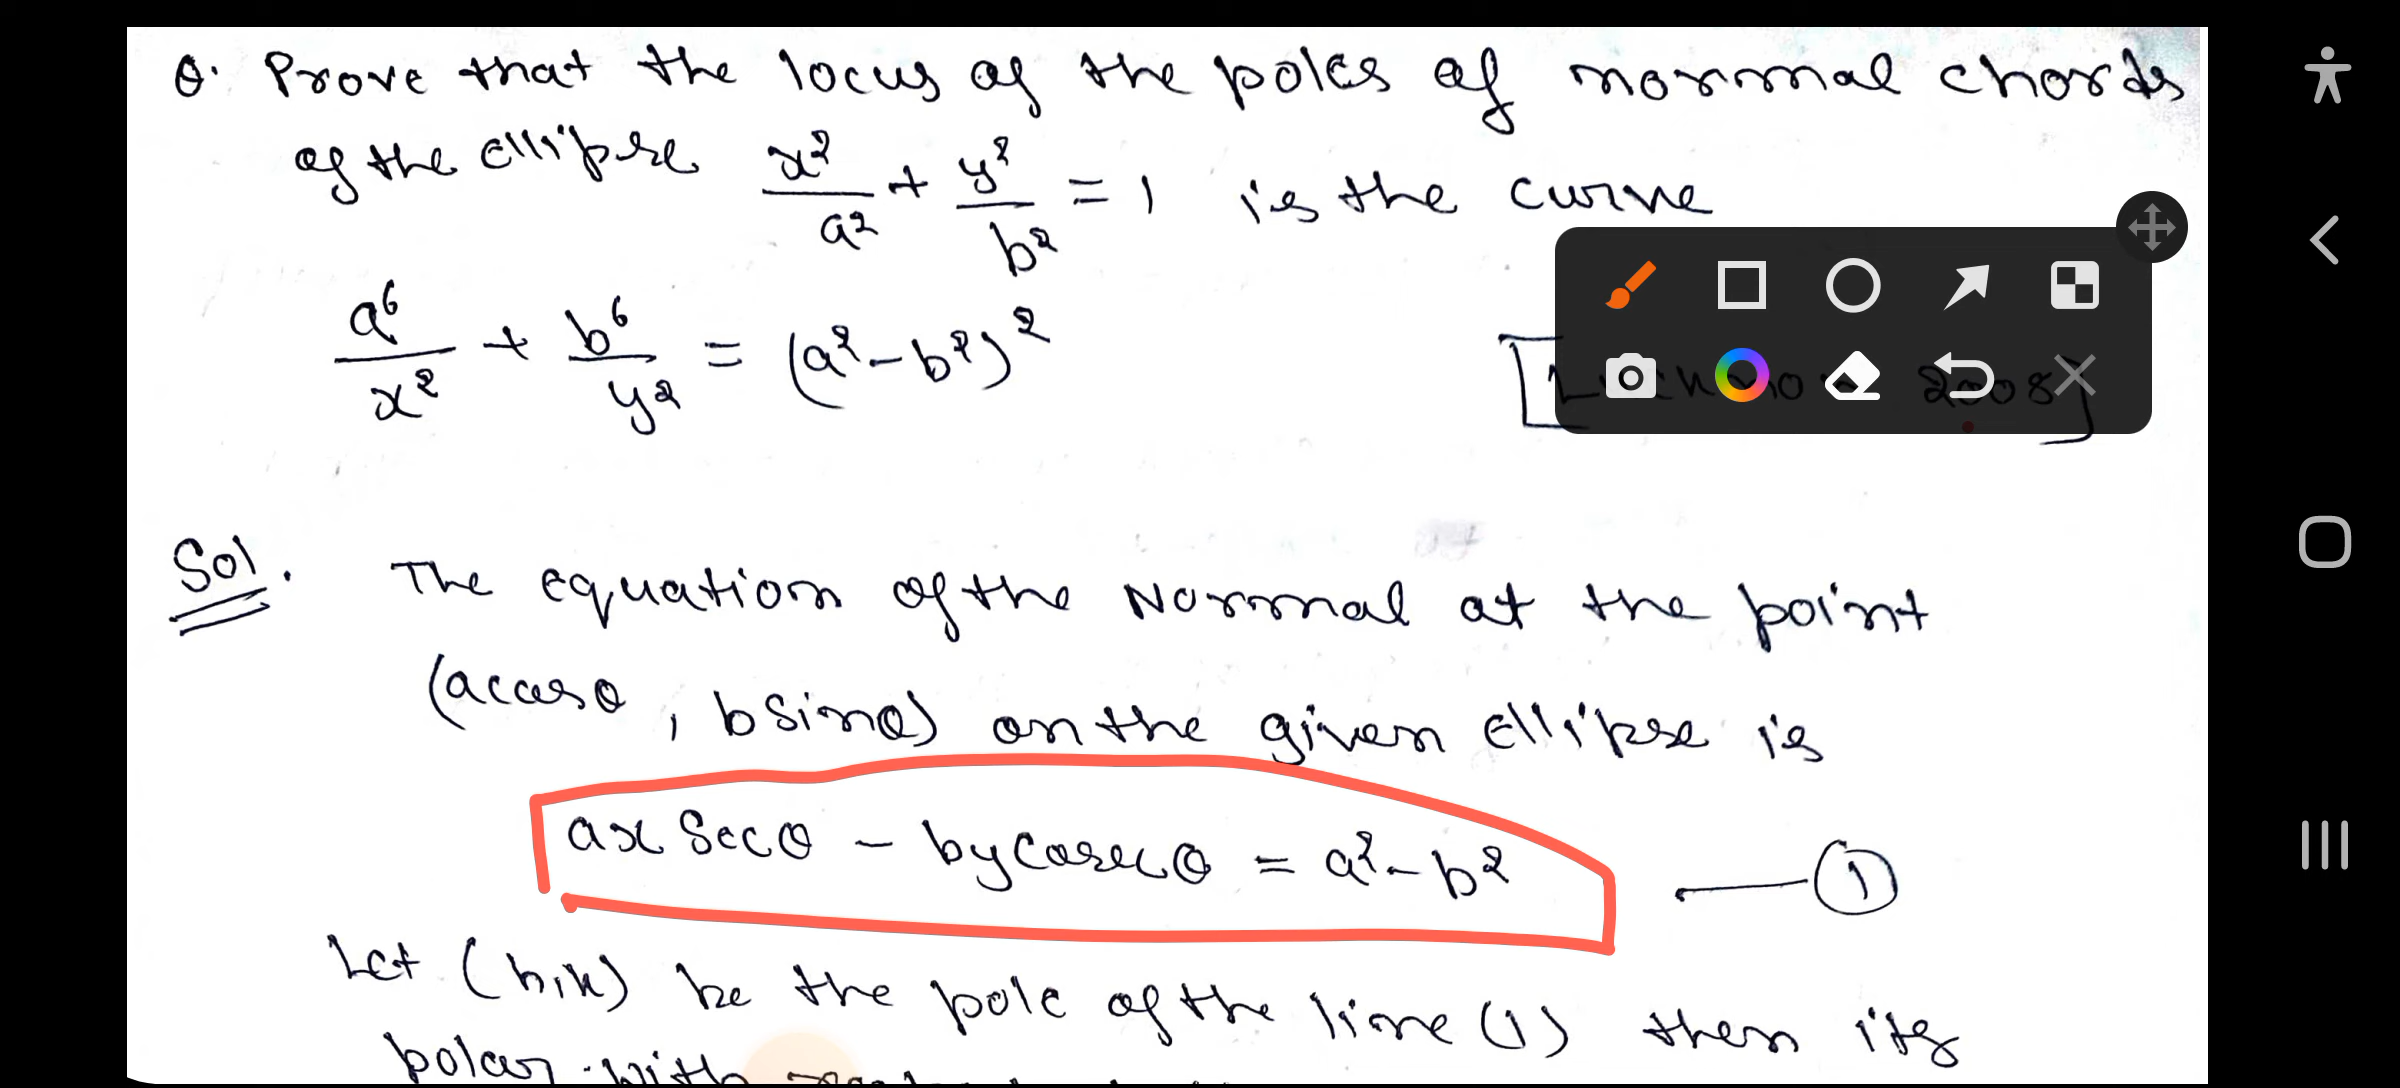 Q. Prove that the locus of the poles of normal chords
of the ellipse x²/a² + y²/b² = 1 is the curve
a⁶/x² + b⁶/y² = (a²-b²)²
2008]
Sol. The equation of the Normal at the point
(a cosθ, b sinθ) on the given ellipse is
ax Secθ - by Cosecθ = a²-b² —①
Let (h,k) be the pole of the line (1) then its
polar with